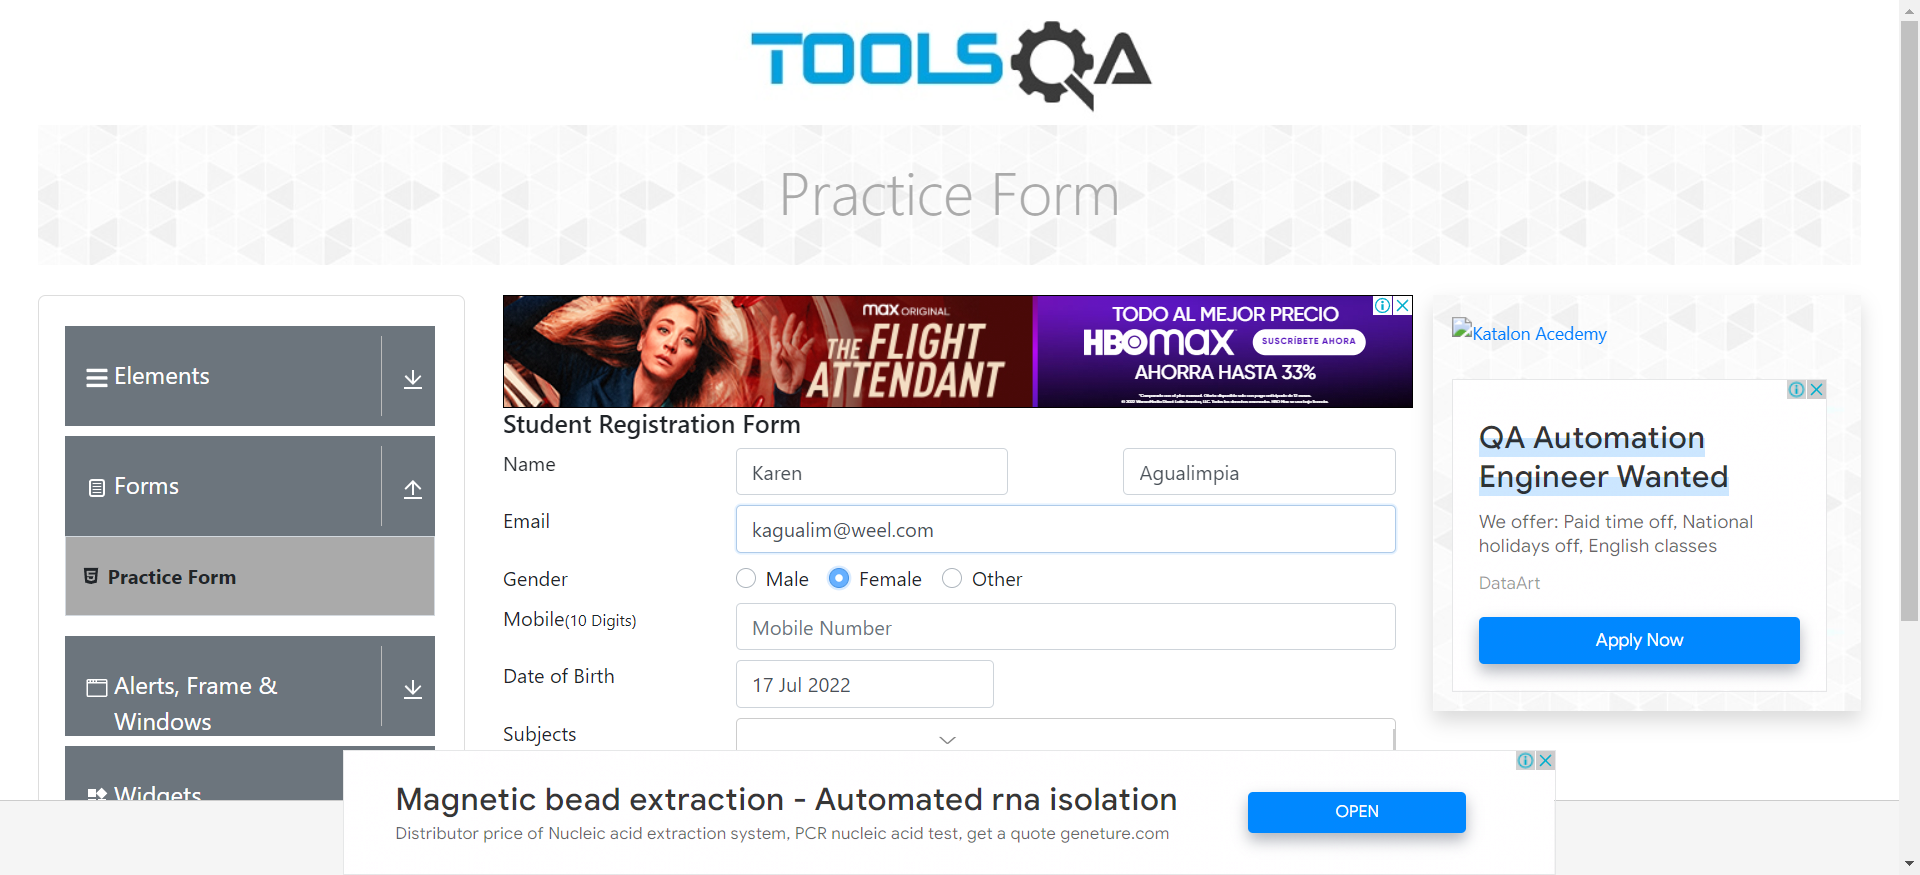 TOOLSQA
Practice Form
Elements
Forms
Practice Form
Alerts, Frame &
Windows
Widgets
max ORIGINAL
THE FLIGHT
ATTENDANT
TODO AL MEJOR PRECIO
HBOMAX
SUSCRÍBETE AHORA
AHORRA HASTA 33%
Student Registration Form
Name
Karen
Agualimpia
Email
kagualim@weel.com
Gender
Male
Female
Other
Mobile(10 Digits)
Mobile Number
Date of Birth
17 Jul 2022
Subjects
Katalon Acedemy
QA Automation
Engineer Wanted
We offer: Paid time off, National
holidays off, English classes
DataArt
Apply Now
Magnetic bead extraction - Automated rna isolation
Distributor price of Nucleic acid extraction system, PCR nucleic acid test, get a quote geneture.com
OPEN